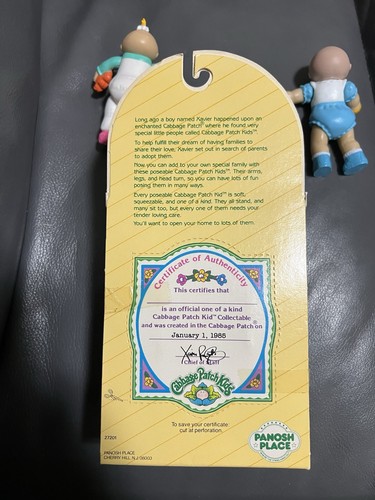 Long ago a boy named Xavier happened upon an
enchanted Cabbage Patch® where he found very
special little people called Cabbage Patch Kids™.
To help fulfill their dream of having families to
share their love, Xavier set out in search of parents
to adopt them.
Now you can add to your own special family with
these poseable Cabbage Patch Kids™. Their arms,
legs, and head turn, so you can have lots of fun
posing them in many ways.
Every poseable Cabbage Patch Kid™ is soft,
squeezable, and one of a kind. They all stand, and
many sit too, but every one of them needs your
tender loving care.
You'll want to open your home to lots of them.
Certificate of Authenticity
This certifies that
is an official one of a kind
Cabbage Patch Kid™ Collectable
and was created in the Cabbage Patch® on
January 1, 1985
Chief of Staff
Cabbage Patch Kids
To save your certificate
cut at perforation.
27201
PANOSH PLACE
CHERRY HILL, NJ 08003
PANOSH
PLACE